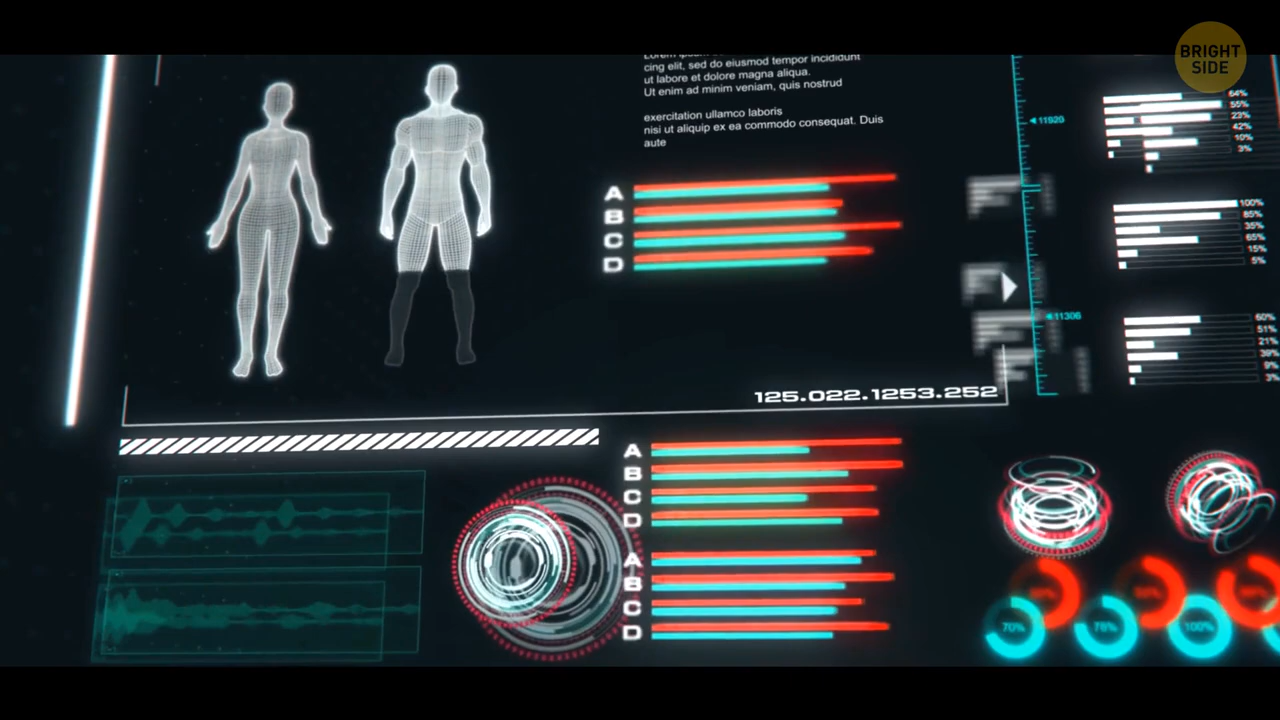 BRIGHT
SIDE
Lorem ipsum
cing elit, sed do eiusmod tempor incididunt
ut labore et dolore magna aliqua.
Ut enim ad minim veniam, quis nostrud
exercitation ullamco laboris
nisi ut aliquip ex ea commodo consequat. Duis
aute
A
B
C
D
125.022.1253.252
A
B
C
D
A
B
C
D
11520
11306
64%
55%
23%
42%
10%
3%
100%
85%
35%
65%
15%
5%
60%
51%
21%
39%
9%
3%
70%
78%
100%